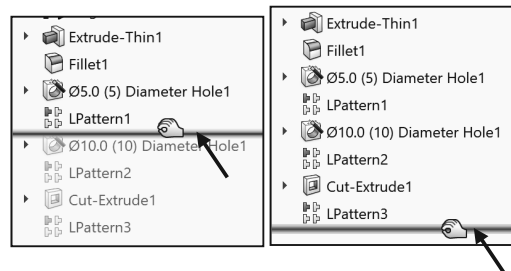 Extrude-Thin1
Fillet1
Ø5.0 (5) Diameter Hole1
LPattern1
Ø10.0 (10) Diameter Hole1
LPattern2
Cut-Extrude1
LPattern3
Extrude-Thin1
Fillet1
Ø5.0 (5) Diameter Hole1
LPattern1
Ø10.0 (10) Diameter Hole1
LPattern2
Cut-Extrude1
LPattern3